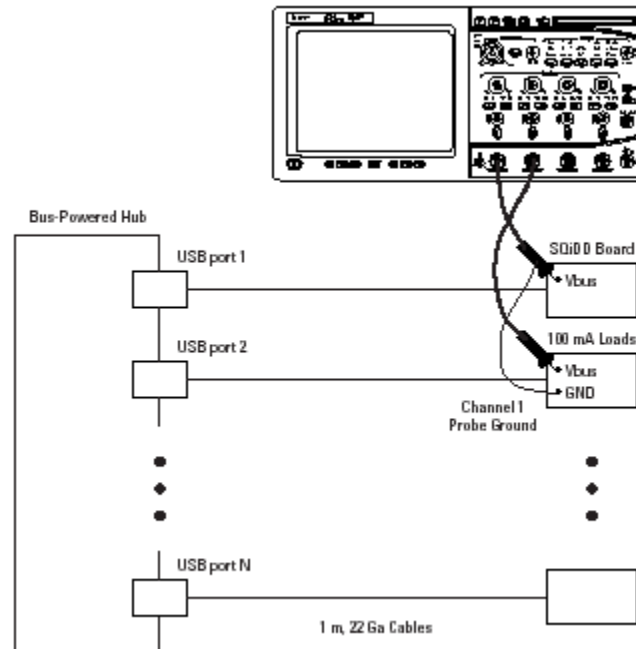 Bus-Powered Hub
USB port 1
SQiDD Board
Vbus
USB port 2
100 mA Loads
Vbus
GND
Channel 1
Probe Ground
USB port N
1 m, 22 Ga Cables